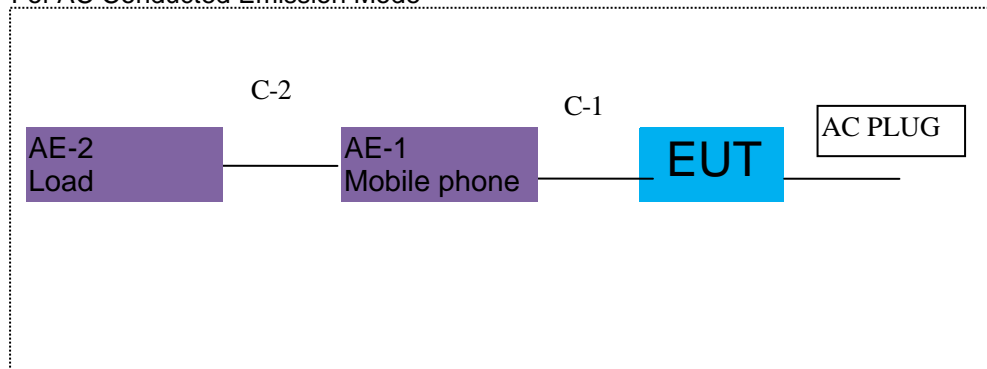 For AC Conducted Emission Mode
C-2
C-1
AC PLUG
AE-2
Load
AE-1
Mobile phone
EUT